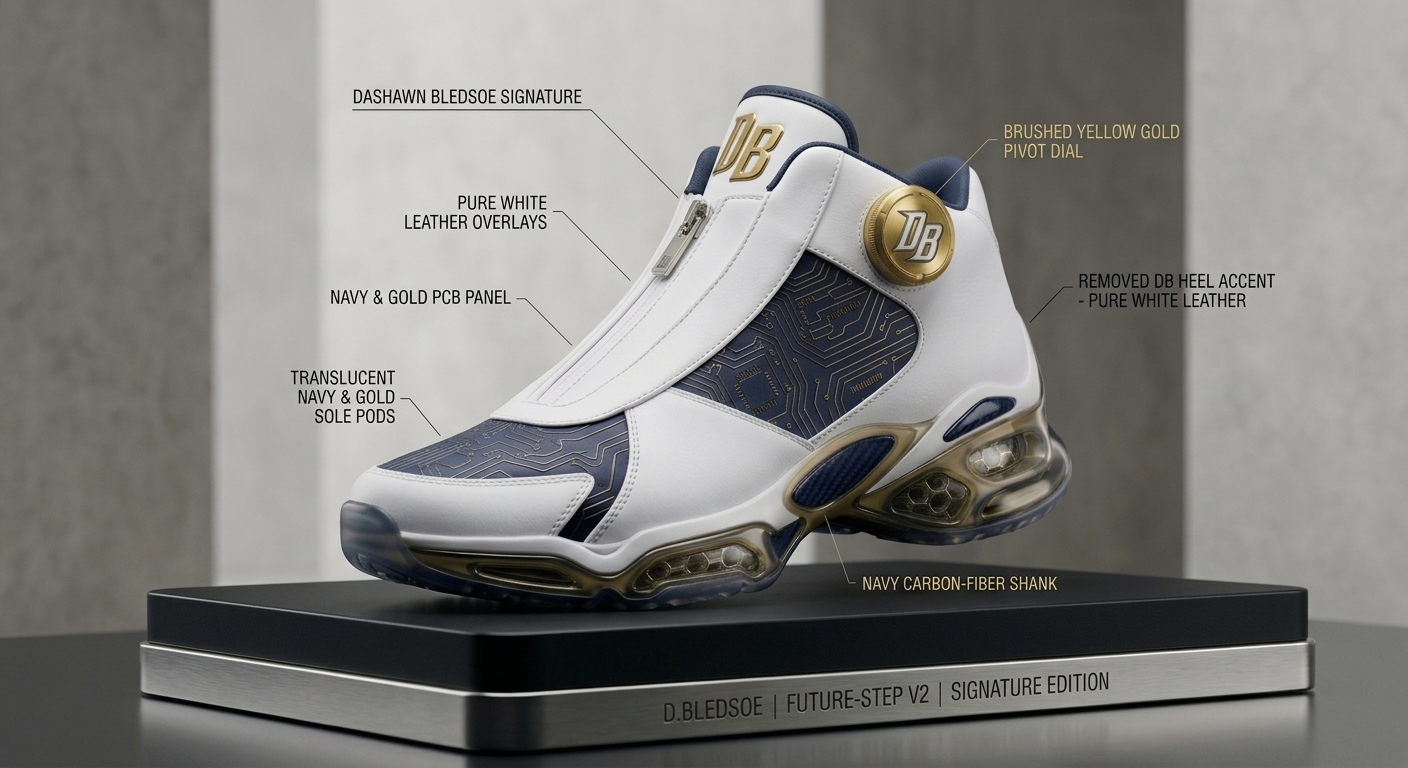 DASHAWN BLEDSOE SIGNATURE
DB
BRUSHED YELLOW GOLD
PIVOT DIAL
PURE WHITE
LEATHER OVERLAYS
DB
NAVY & GOLD PCB PANEL
REMOVED DB HEEL ACCENT
- PURE WHITE LEATHER
TRANSLUCENT
NAVY & GOLD
SOLE PODS
NAVY CARBON-FIBER SHANK
D.BLEDSOE | FUTURE-STEP V2 | SIGNATURE EDITION